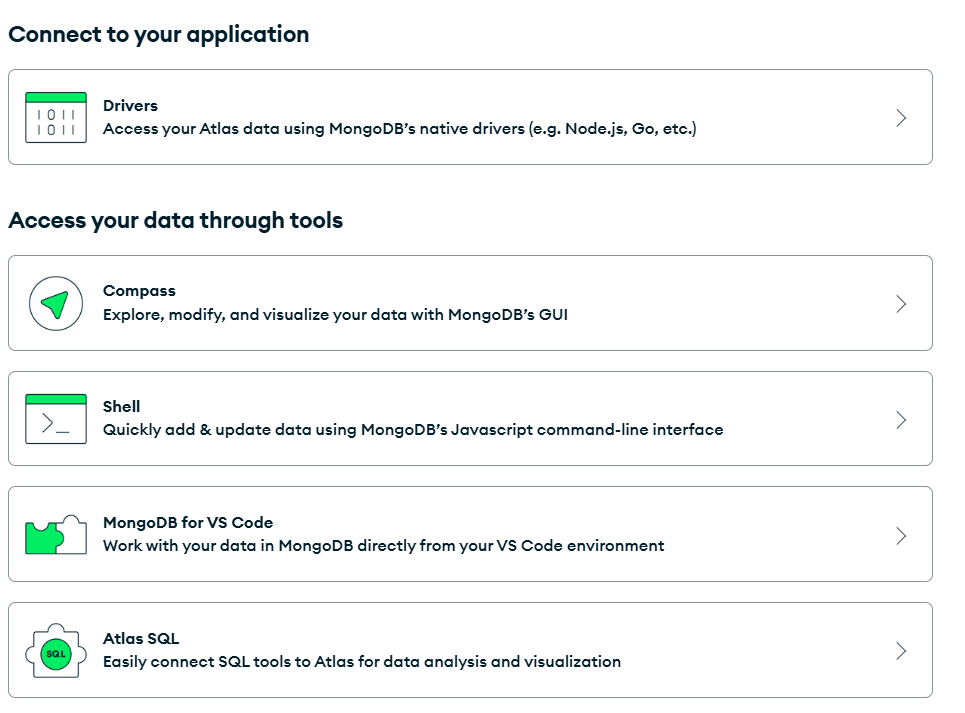 Connect to your application
Drivers
1011
1011
Access your Atlas data using MongoDB’s native drivers (e.g. Node.js, Go, etc.)
Access your data through tools
Compass
Explore, modify, and visualize your data with MongoDB’s GUI
Shell
>_
Quickly add & update data using MongoDB’s Javascript command-line interface
MongoDB for VS Code
Work with your data in MongoDB directly from your VS Code environment
Atlas SQL
SQL
Easily connect SQL tools to Atlas for data analysis and visualization